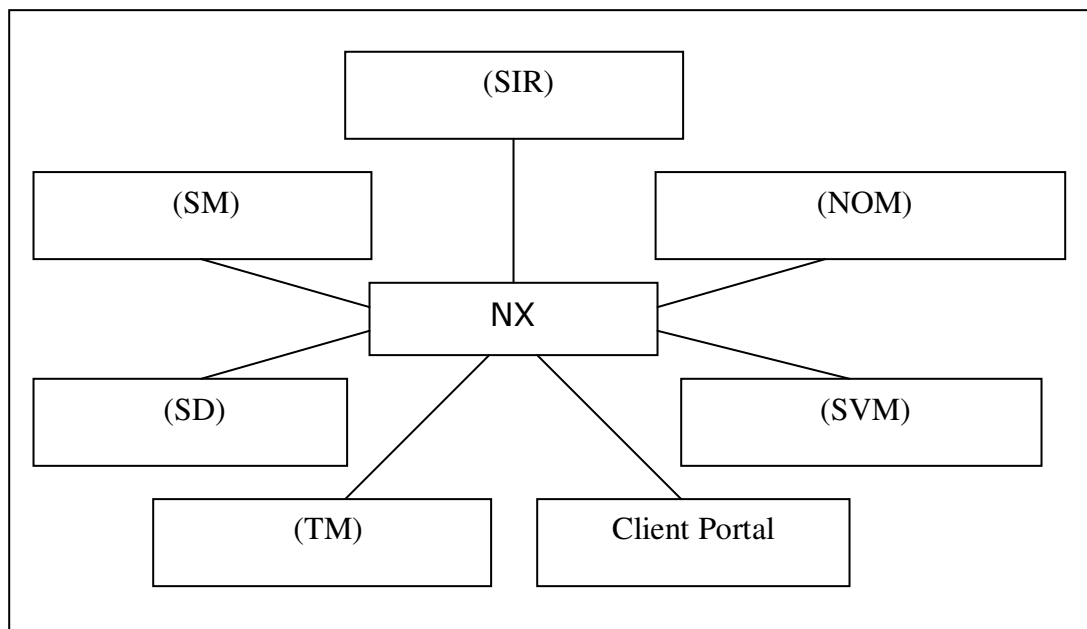 (SIR)
(SM)
(NOM)
NX
(SD)
(SVM)
(TM)
Client Portal